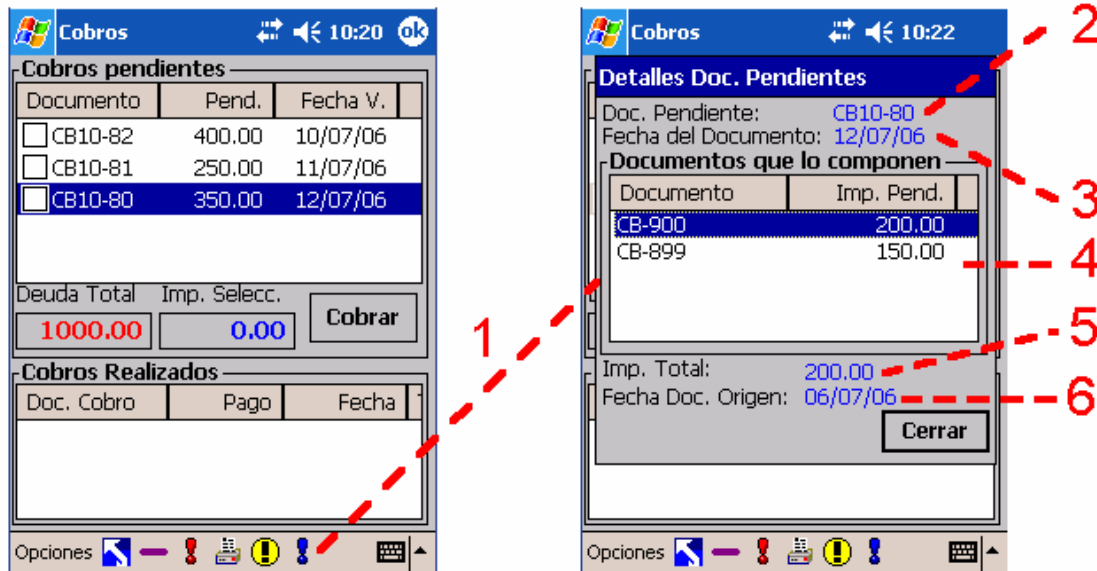 Cobros 10:20 ok
Cobros pendientes
Documento Pend. Fecha V.
CB10-82 400.00 10/07/06
CB10-81 250.00 11/07/06
CB10-80 350.00 12/07/06
Deuda Total Imp. Selecc.
1000.00 0.00 Cobrar
Cobros Realizados
Doc. Cobro Pago Fecha
Opciones
1
Cobros 10:22
Detalles Doc. Pendientes
Doc. Pendiente: CB10-80
Fecha del Documento: 12/07/06
Documentos que lo componen
Documento Imp. Pend.
CB-900 200.00
CB-899 150.00
Imp. Total: 200.00
Fecha Doc. Origen: 06/07/06
Cerrar
Opciones
2
3
4
5
6